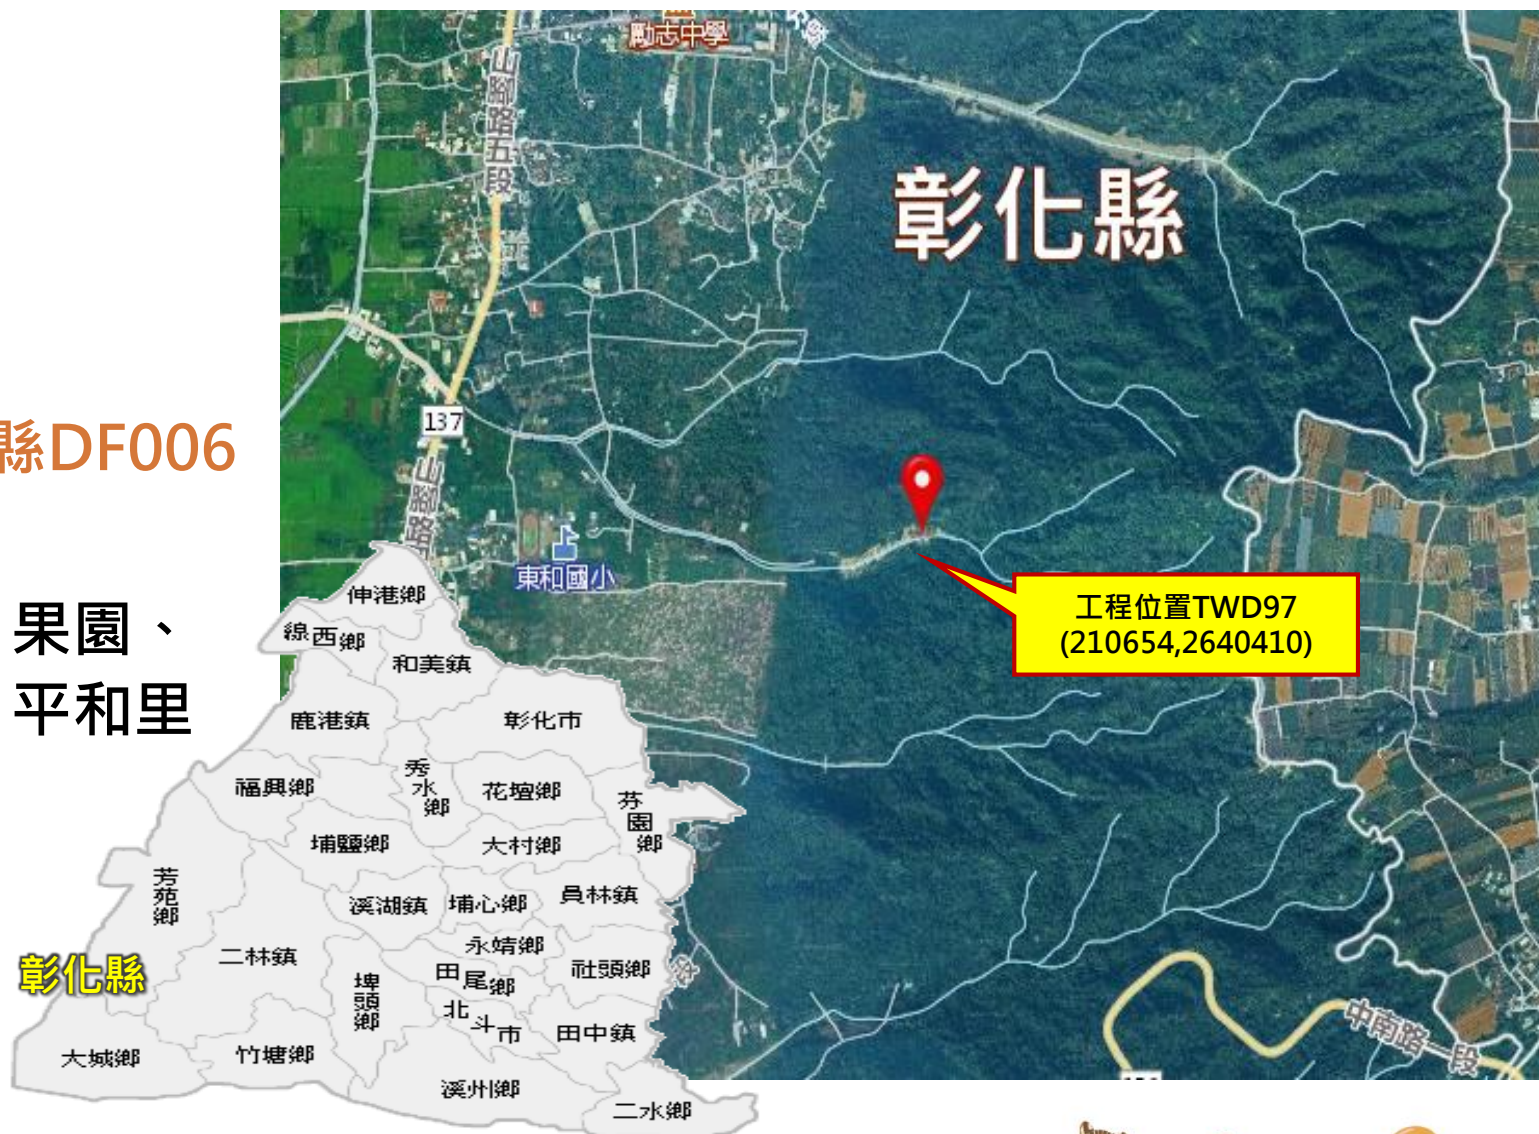 勵志中學
山腳路五段
彰化縣
137
縣DF006
東和國小
工程位置TWD97
(210654,2640410)
果園、
平和里
伸港鄉
線西鄉
和美鎮
鹿港鎮
彰化市
福興鄉
秀水鄉
花壇鄉
芬園鄉
埔鹽鄉
大村鄉
芳苑鄉
溪湖鎮
埔心鄉
員林鎮
二林鎮
永靖鄉
彰化縣
埤頭鄉
田尾鄉
社頭鄉
北斗市
田中鎮
大城鄉
竹塘鄉
溪州鄉
二水鄉
中南路一段